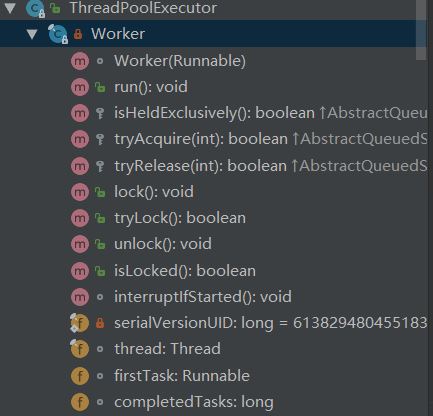 ThreadPoolExecutor
Worker
Worker(Runnable)
run(): void
isHeldExclusively(): boolean ↑AbstractQueu
tryAcquire(int): boolean ↑AbstractQueuedS
tryRelease(int): boolean ↑AbstractQueuedS
lock(): void
tryLock(): boolean
unlock(): void
isLocked(): boolean
interruptIfStarted(): void
serialVersionUID: long = 613829480455183
thread: Thread
firstTask: Runnable
completedTasks: long